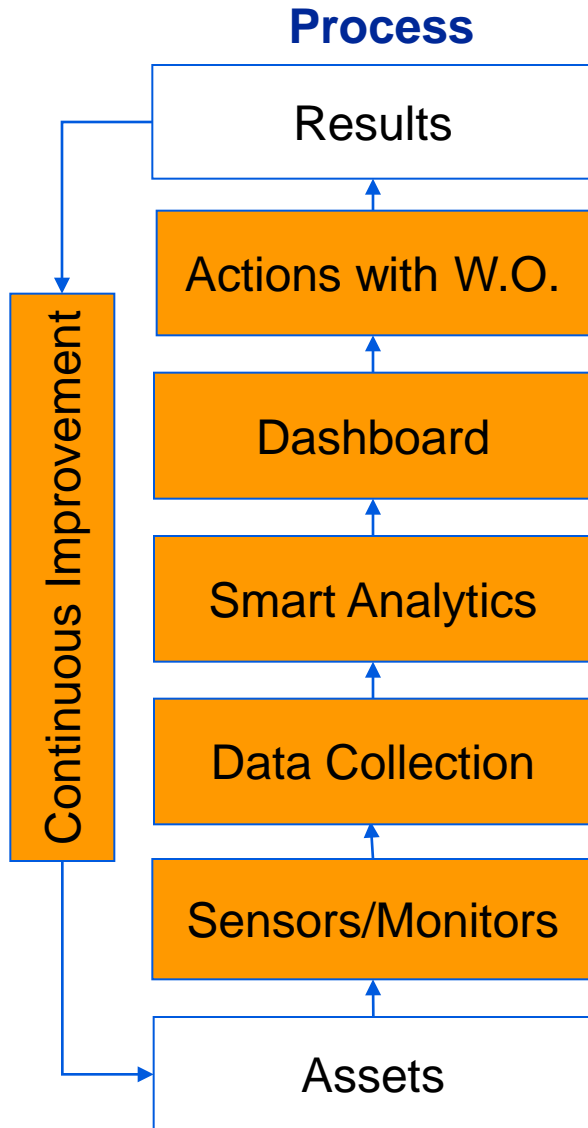 Process
Results
Actions with W.O.
Dashboard
Smart Analytics
Data Collection
Sensors/Monitors
Assets
Continuous Improvement